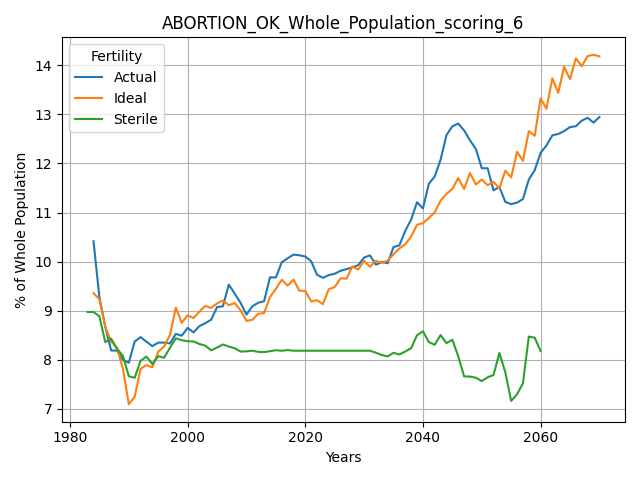 ABORTION_OK_Whole_Population_scoring_6
Fertility
Actual
Ideal
Sterile
% of Whole Population
14
13
12
11
10
9
8
7
1980
2000
2020
2040
2060
Years